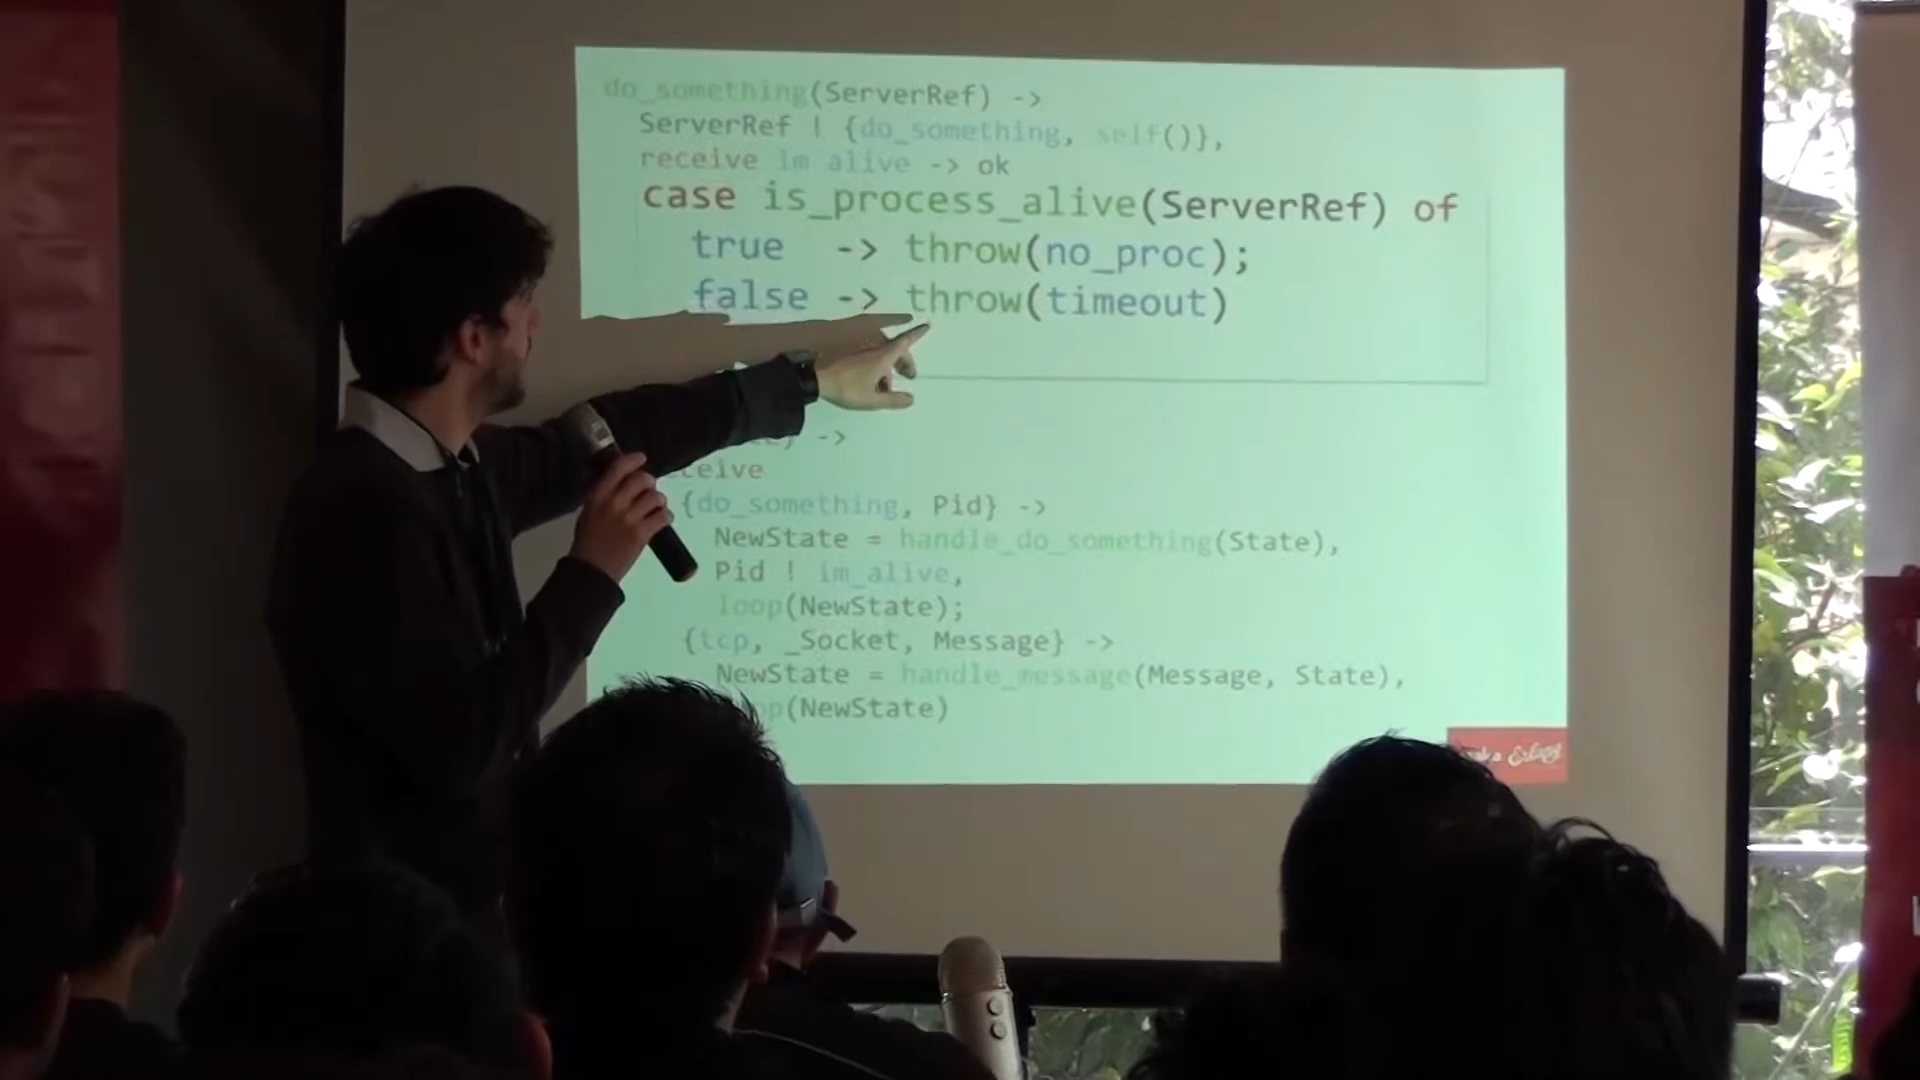 do_something(ServerRef) ->
ServerRef ! {do_something, self()},
receive im_alive -> ok
case is_process_alive(ServerRef) of
true -> throw(no_proc);
false -> throw(timeout)
->
{do_something, Pid} ->
NewState = handle_do_something(State),
Pid ! im_alive,
loop(NewState);
{tcp, _Socket, Message} ->
NewState = handle_message(Message, State),
(NewState)
Erlang